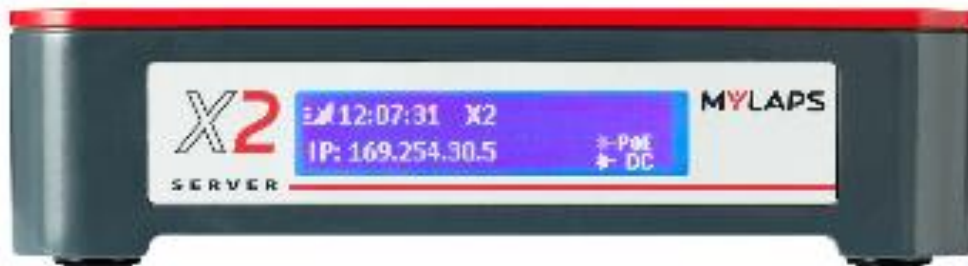 X2
SERVER
12:07:31 X2
IP: 169.254.30.5
PoE
DC
MYLAPS